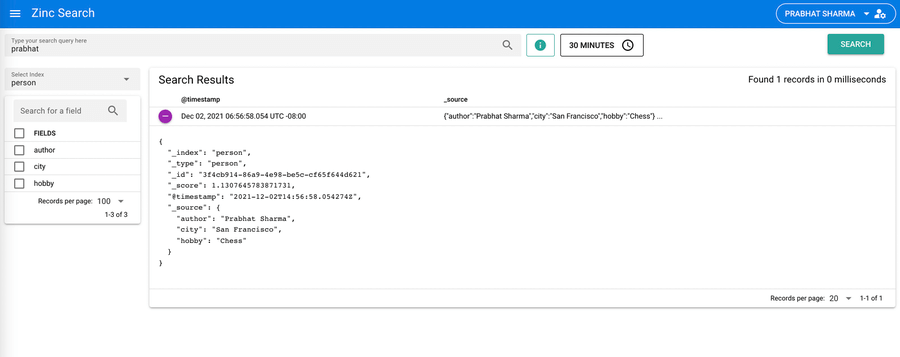 Zinc Search
PRABHAT SHARMA
Type your search query here
prabhat
30 MINUTES
SEARCH
Select Index
person
Search for a field
FIELDS
author
city
hobby
Records per page: 100
1-3 of 3
Search Results
Found 1 records in 0 milliseconds
@timestamp _source
Dec 02, 2021 06:56:58.054 UTC -08:00 {"author":"Prabhat Sharma","city":"San Francisco","hobby":"Chess"} ...
{
"_index": "person",
"_type": "person",
"_id": "3f4cb914-86a9-4e98-be5c-cf65f644d621",
"_score": 1.1307645783871731,
"@timestamp": "2021-12-02T14:56:58.054274Z",
"_source": {
"author": "Prabhat Sharma",
"city": "San Francisco",
"hobby": "Chess"
}
}
Records per page: 20 1-1 of 1